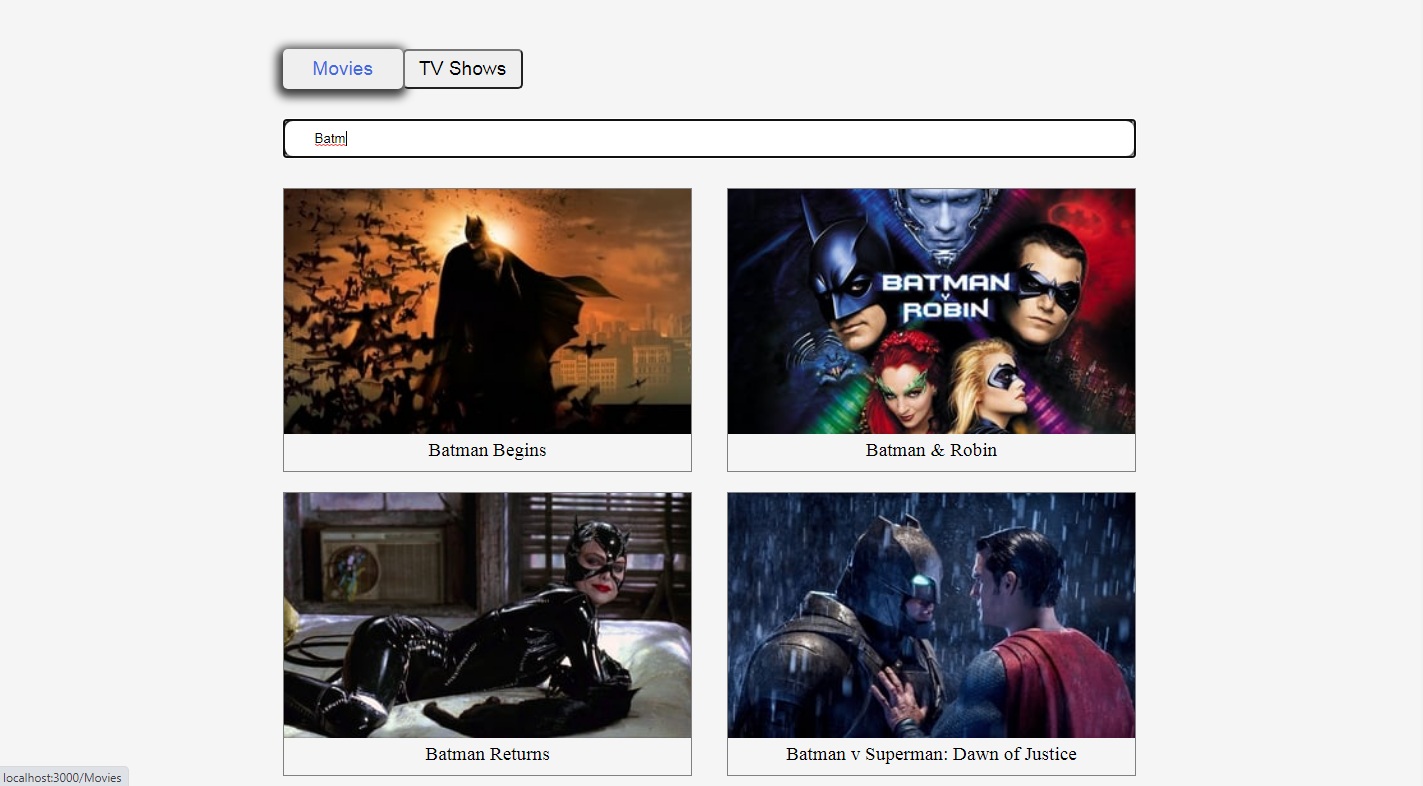 Movies TV Shows
Batm
BATMAN
ROBIN
Batman Begins Batman & Robin
Batman Returns Batman v Superman: Dawn of Justice
localhost:3000/Movies